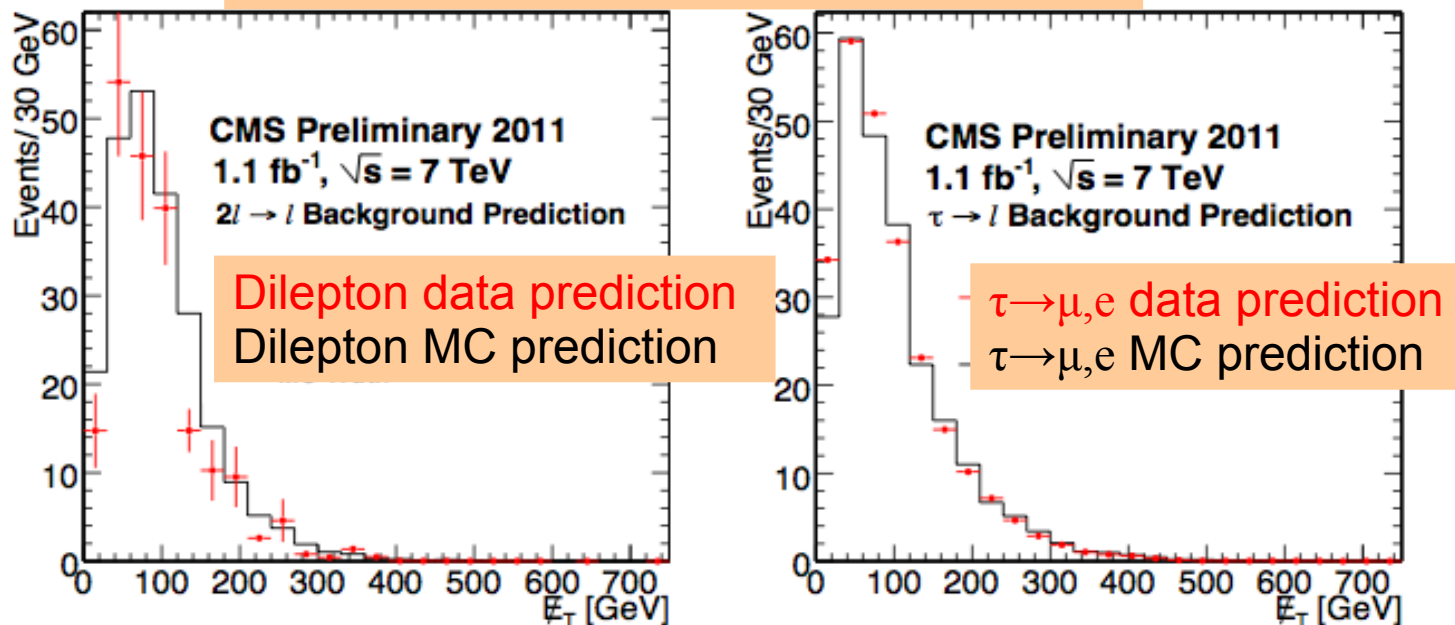 Events/ 30 GeV
60
50
40
30
20
10
0
CMS Preliminary 2011
1.1 fb⁻¹, √s = 7 TeV
2l → l Background Prediction
Dilepton data prediction
Dilepton MC prediction
0 100 200 300 400 500 600 700
E̸_T [GeV]
Events/30 GeV
60
50
40
30
20
10
0
CMS Preliminary 2011
1.1 fb⁻¹, √s = 7 TeV
τ → l Background Prediction
τ→μ,e data prediction
τ→μ,e MC prediction
0 100 200 300 400 500 600 700
E̸_T [GeV]